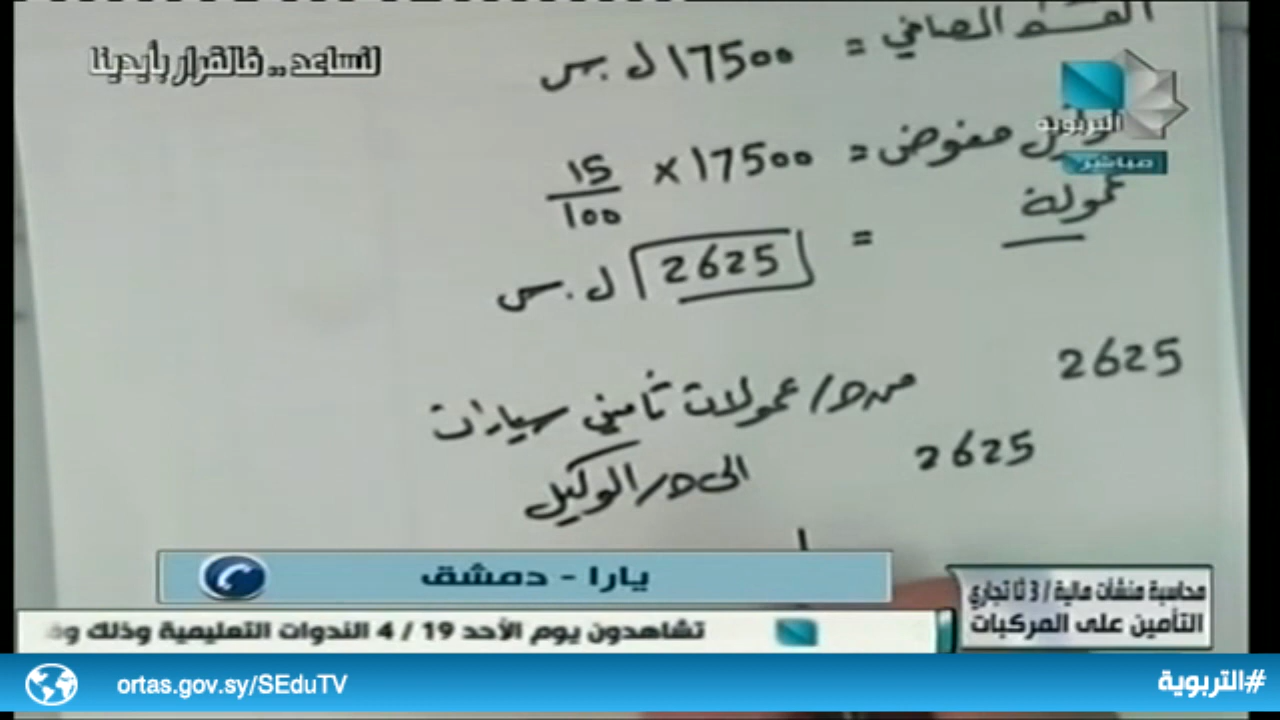 القسط الصافي = 17500 ل.س
لنساعد .. فالقرار بأيدينا
التربوية
مباشر
مفوض = 17500 × 15/100
عمولة
= 2625 ل.س
2625 من ح/ عمولات تأمين سيارات
2625 الى ح/ الوكيل
يارا - دمشق
محاسبة منشآت مالية / 3 ثا تجاري
التأمين على المركبات
تشاهدون يوم الأحد 19 / 4 الندوات التعليمية وذلك
ortas.gov.sy/SEduTV
#التربوية